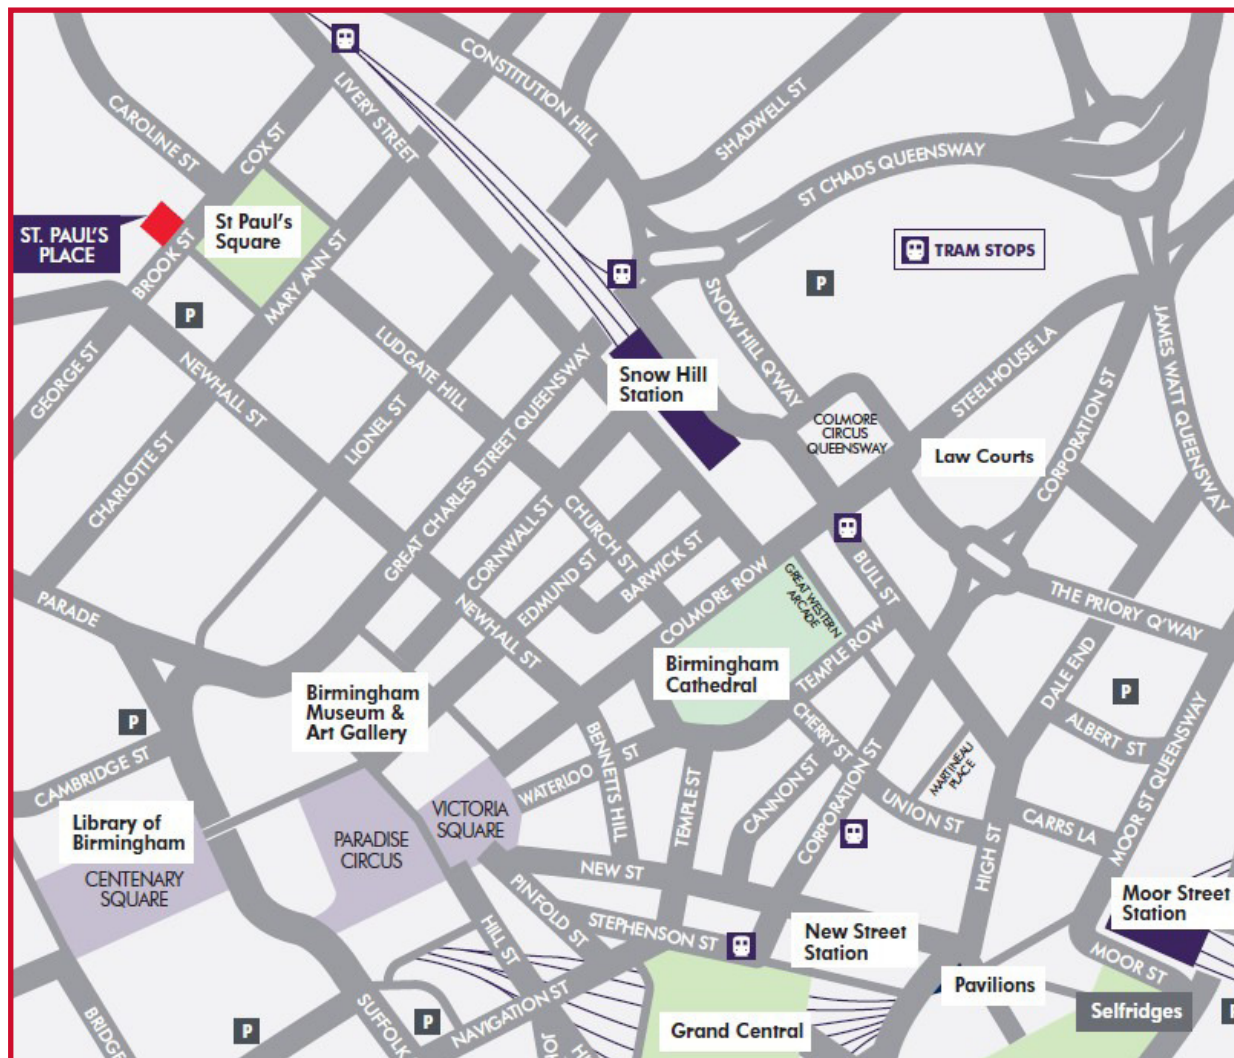 CONSTITUTION HILL
LIVERY STREET
CAROLINE ST
COX ST
SHADWELL ST
ST CHADS QUEENSWAY
ST. PAUL'S
PLACE
St Paul's
Square
BROOK ST
MARY ANN ST
TRAM STOPS
P
P
SNOW HILL Q'WAY
JAMES WATT QUEENSWAY
GEORGE ST
NEWHALL ST
LUDGATE HILL
Snow Hill
Station
STEELHOUSE LA
COLMORE
CIRCUS
QUEENSWAY
Law Courts
CORPORATION ST
CHARLOTTE ST
LIONEL ST
GREAT CHARLES STREET QUEENSWAY
CORNWALL ST
CHURCH ST
EDMUND ST
BARWICK ST
COLMORE ROW
GREAT WESTERN
ARCADE
BULL ST
THE PRIORY Q'WAY
PARADE
NEWHALL ST
Birmingham
Cathedral
TEMPLE ROW
DALE END
P
ALBERT ST
Birmingham
Museum &
Art Gallery
P
CAMBRIDGE ST
BENNETTS HILL
WATERLOO ST
CHERRY ST
MARTINEAU
PLACE
MOOR ST QUEENSWAY
TEMPLE ST
CANNON ST
CORPORATION ST
UNION ST
CARRS LA
Library of
Birmingham
VICTORIA
SQUARE
PARADISE
CIRCUS
CENTENARY
SQUARE
NEW ST
HIGH ST
PINFOLD ST
STEPHENSON ST
HILL ST
New Street
Station
Moor Street
Station
MOOR ST
Pavilions
Selfridges
NAVIGATION ST
SUFFOLK
BRIDGE
P
P
Grand Central
JO
HI
P